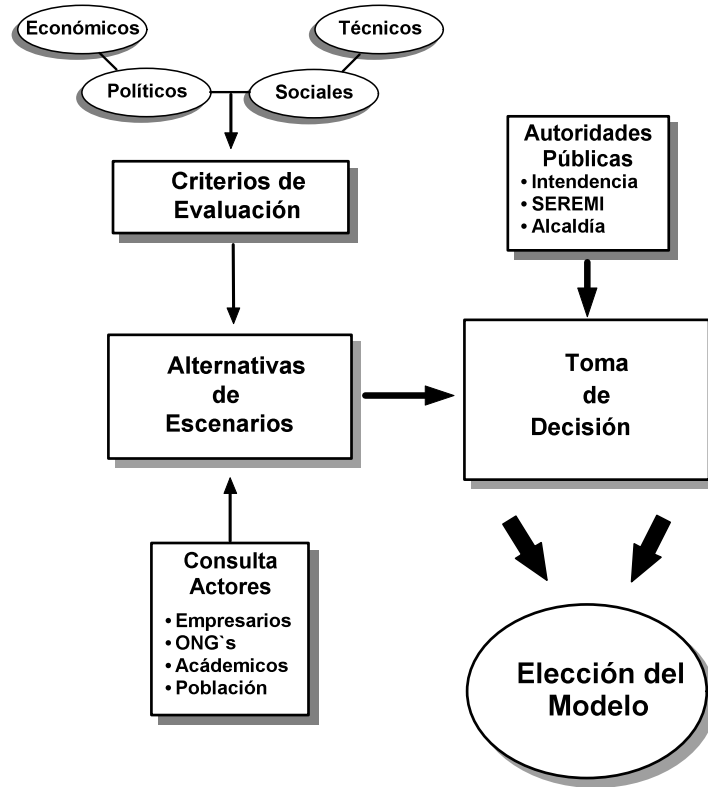 Económicos
Técnicos
Políticos
Sociales
Criterios de
Evaluación
Autoridades
Públicas
• Intendencia
• SEREMI
• Alcaldía
Alternativas
de
Escenarios
Toma
de
Decisión
Consulta
Actores
• Empresarios
• ONG`s
• Acádemicos
• Población
Elección del
Modelo